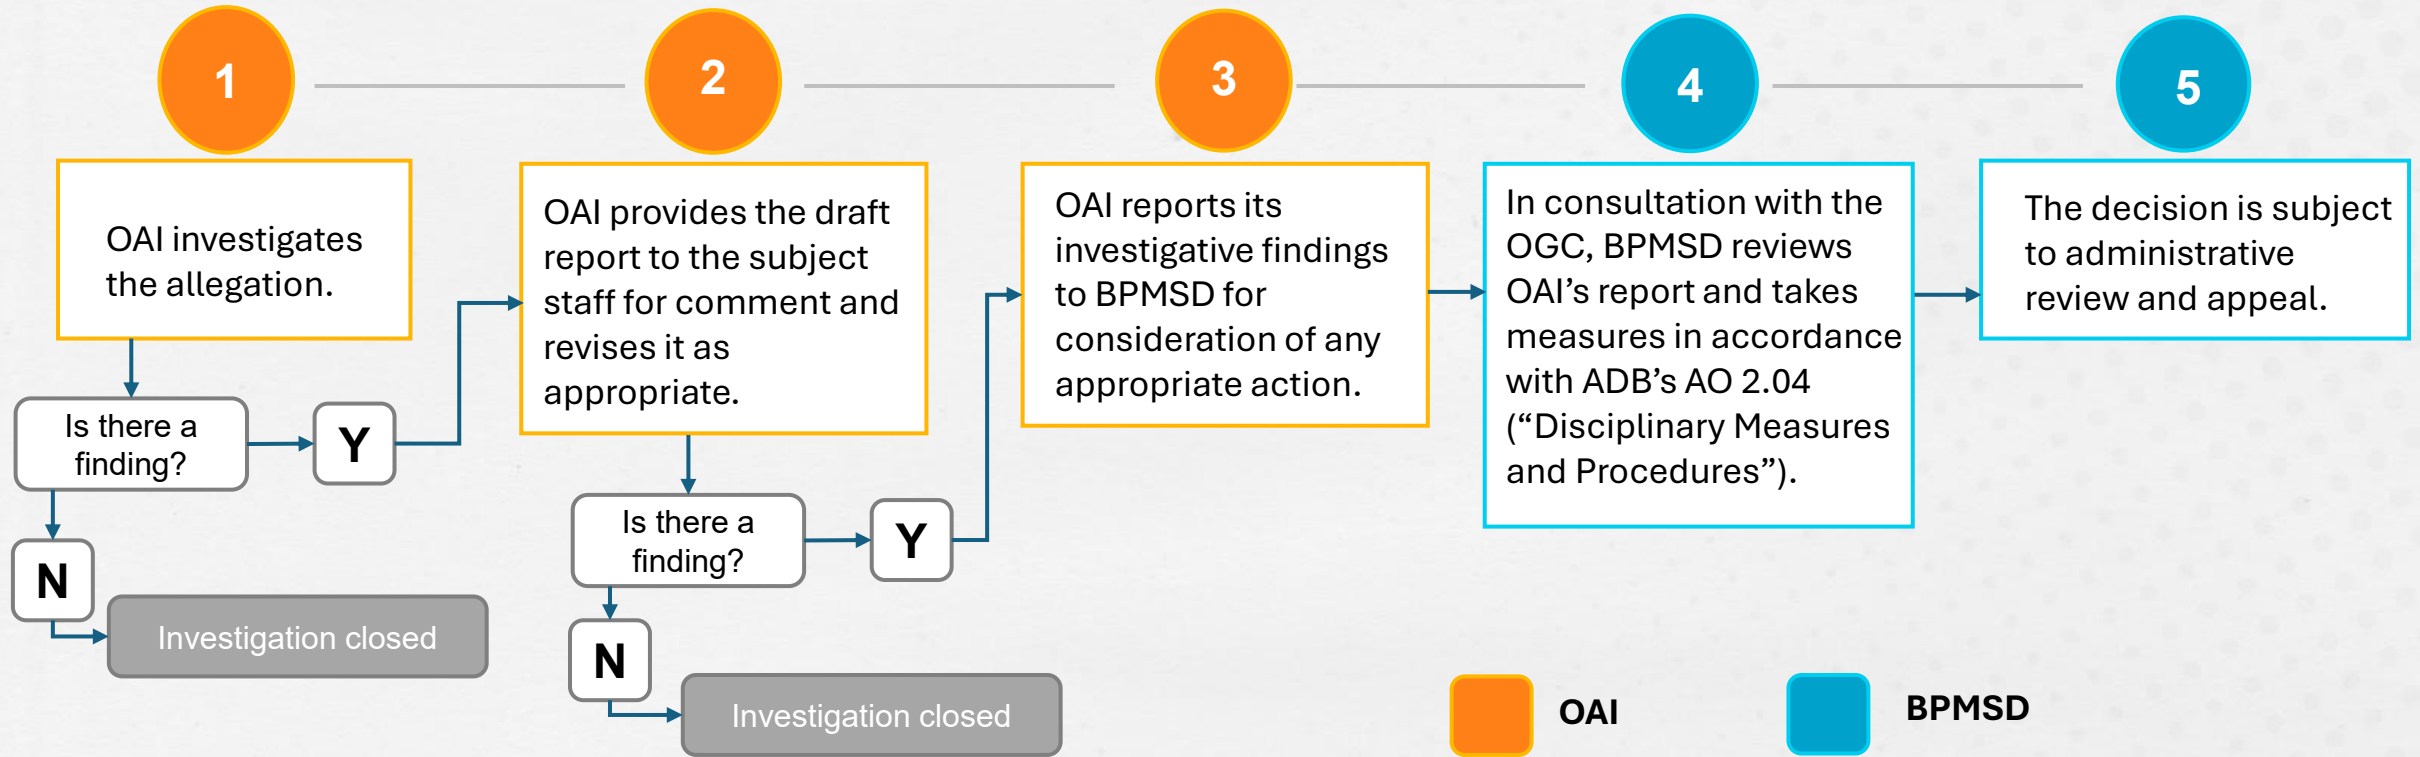 1
2
3
4
5
OAI investigates
the allegation.
Is there a
finding?
Y
N
Investigation closed
OAI provides the draft
report to the subject
staff for comment and
revises it as
appropriate.
Is there a
finding?
Y
N
Investigation closed
OAI reports its
investigative findings
to BPMSD for
consideration of any
appropriate action.
In consultation with the
OGC, BPMSD reviews
OAI’s report and takes
measures in accordance
with ADB’s AO 2.04
(“Disciplinary Measures
and Procedures”).
The decision is subject
to administrative
review and appeal.
OAI
BPMSD